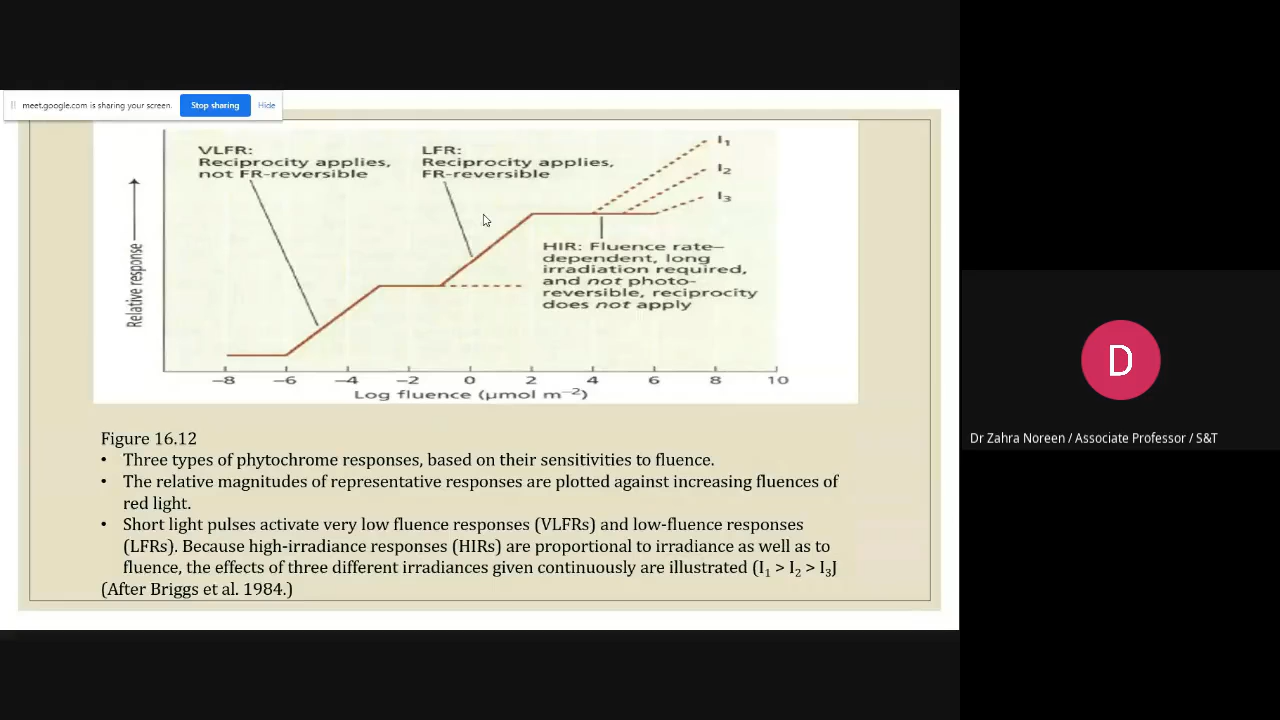 meet.google.com is sharing your screen.
Stop sharing
Hide
VLFR:
Reciprocity applies,
not FR-reversible
LFR:
Reciprocity applies,
FR-reversible
I₁
I₂
I₃
HIR: Fluence rate–
dependent, long
irradiation required,
and not photo-
reversible, reciprocity
does not apply
Relative response
–8 –6 –4 –2 0 2 4 6 8 10
Log fluence (µmol m⁻²)
Figure 16.12
• Three types of phytochrome responses, based on their sensitivities to fluence.
• The relative magnitudes of representative responses are plotted against increasing fluences of
red light.
• Short light pulses activate very low fluence responses (VLFRs) and low-fluence responses
(LFRs). Because high-irradiance responses (HIRs) are proportional to irradiance as well as to
fluence, the effects of three different irradiances given continuously are illustrated (I₁ > I₂ > I₃J
(After Briggs et al. 1984.)
D
Dr Zahra Noreen / Associate Professor / S&T